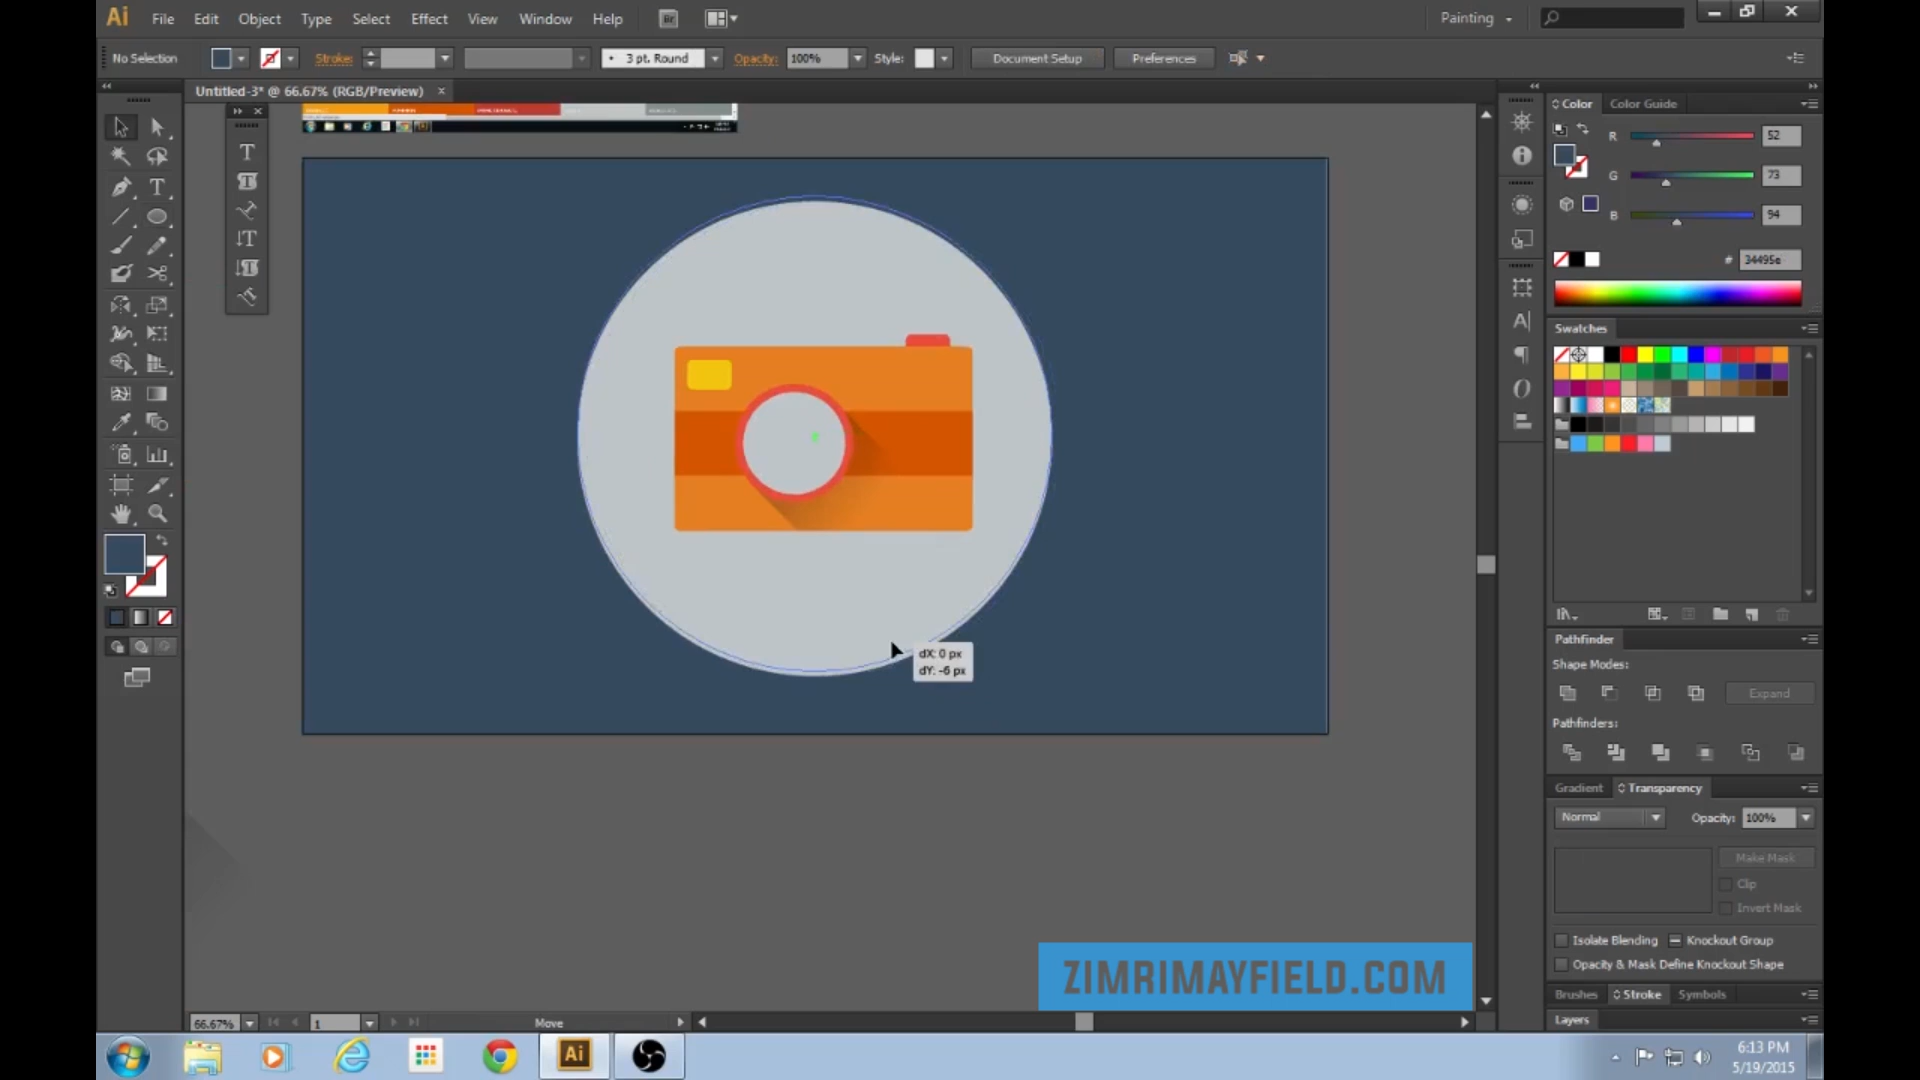 Ai File Edit Object Type Select Effect View Window Help Br Painting
No Selection Stroke: 3 pt. Round Opacity: 100% Style: Document Setup Preferences
Untitled-3* @ 66.67% (RGB/Preview)
Color Color Guide
R 52
G 73
B 94
# 34495e
Swatches
dX: 0 px
dY: -6 px
Pathfinder
Shape Modes:
Expand
Pathfinders:
Gradient Transparency
Normal Opacity: 100%
Make Mask
Clip
Invert Mask
Isolate Blending Knockout Group
Opacity & Mask Define Knockout Shape
Brushes Stroke Symbols
Layers
ZIMRIMAYFIELD.COM
66.67% 1 Move
Ai
6:13 PM
5/19/2015